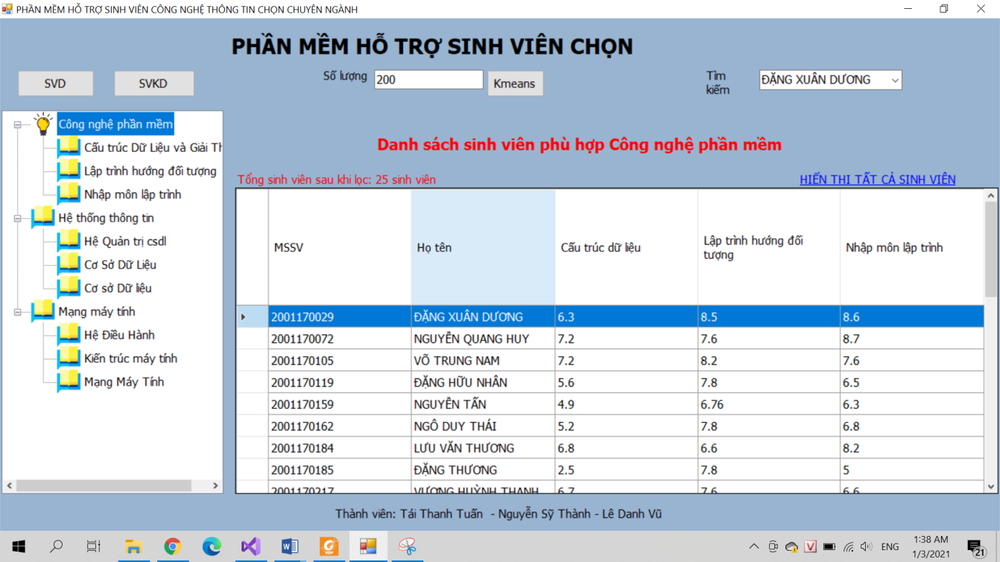 PHẦN MỀM HỖ TRỢ SINH VIÊN CÔNG NGHỆ THÔNG TIN CHỌN CHUYÊN NGÀNH
PHẦN MỀM HỖ TRỢ SINH VIÊN CHỌN
SVD
SVKD
Số lượng
200
Kmeans
Tìm
kiếm
ĐẶNG XUÂN DƯƠNG
Công nghệ phần mềm
Cấu trúc Dữ Liệu và Giải Th
Lập trình hướng đối tượng
Nhập môn lập trình
Hệ thống thông tin
Hệ Quản trị csdl
Cơ Sở Dữ Liệu
Cơ sở Dữ liệu
Mạng máy tính
Hệ Điều Hành
Kiến trúc máy tính
Mạng Máy Tính
Danh sách sinh viên phù hợp Công nghệ phần mềm
Tổng sinh viên sau khi lọc: 25 sinh viên
HIỂN THI TẤT CẢ SINH VIÊN
MSSV Họ tên Cấu trúc dữ liệu Lập trình hướng đối
tượng Nhập môn lập trình
2001170029 ĐẶNG XUÂN DƯƠNG 6.3 8.5 8.6
2001170072 NGUYỄN QUANG HUY 7.2 7.6 8.7
2001170105 VÕ TRUNG NAM 7.2 8.2 7.6
2001170119 ĐẶNG HỮU NHÂN 5.6 7.8 6.5
2001170159 NGUYỄN TẤN 4.9 6.76 6.3
2001170162 NGÔ DUY THÁI 5.2 7.8 6.8
2001170184 LƯU VĂN THƯƠNG 6.8 6.6 8.2
2001170185 ĐẶNG THƯƠNG 2.5 7.8 5
2001170217 VƯƠNG HUỲNH THANH 6.7 7.6 6.6
Thành viên: Tái Thanh Tuấn - Nguyễn Sỹ Thành - Lê Danh Vũ
ENG
1:38 AM
1/3/2021
21